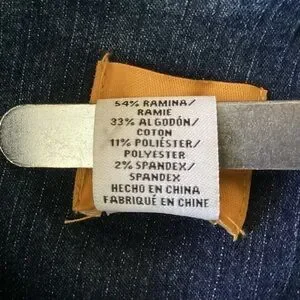 54% RAMINA/
RAMIE
33% ALGODÓN/
COTON
11% POLIÉSTER/
POLYESTER
2% SPANDEX/
SPANDEX
HECHO EN CHINA
FABRIQUÉ EN CHINE